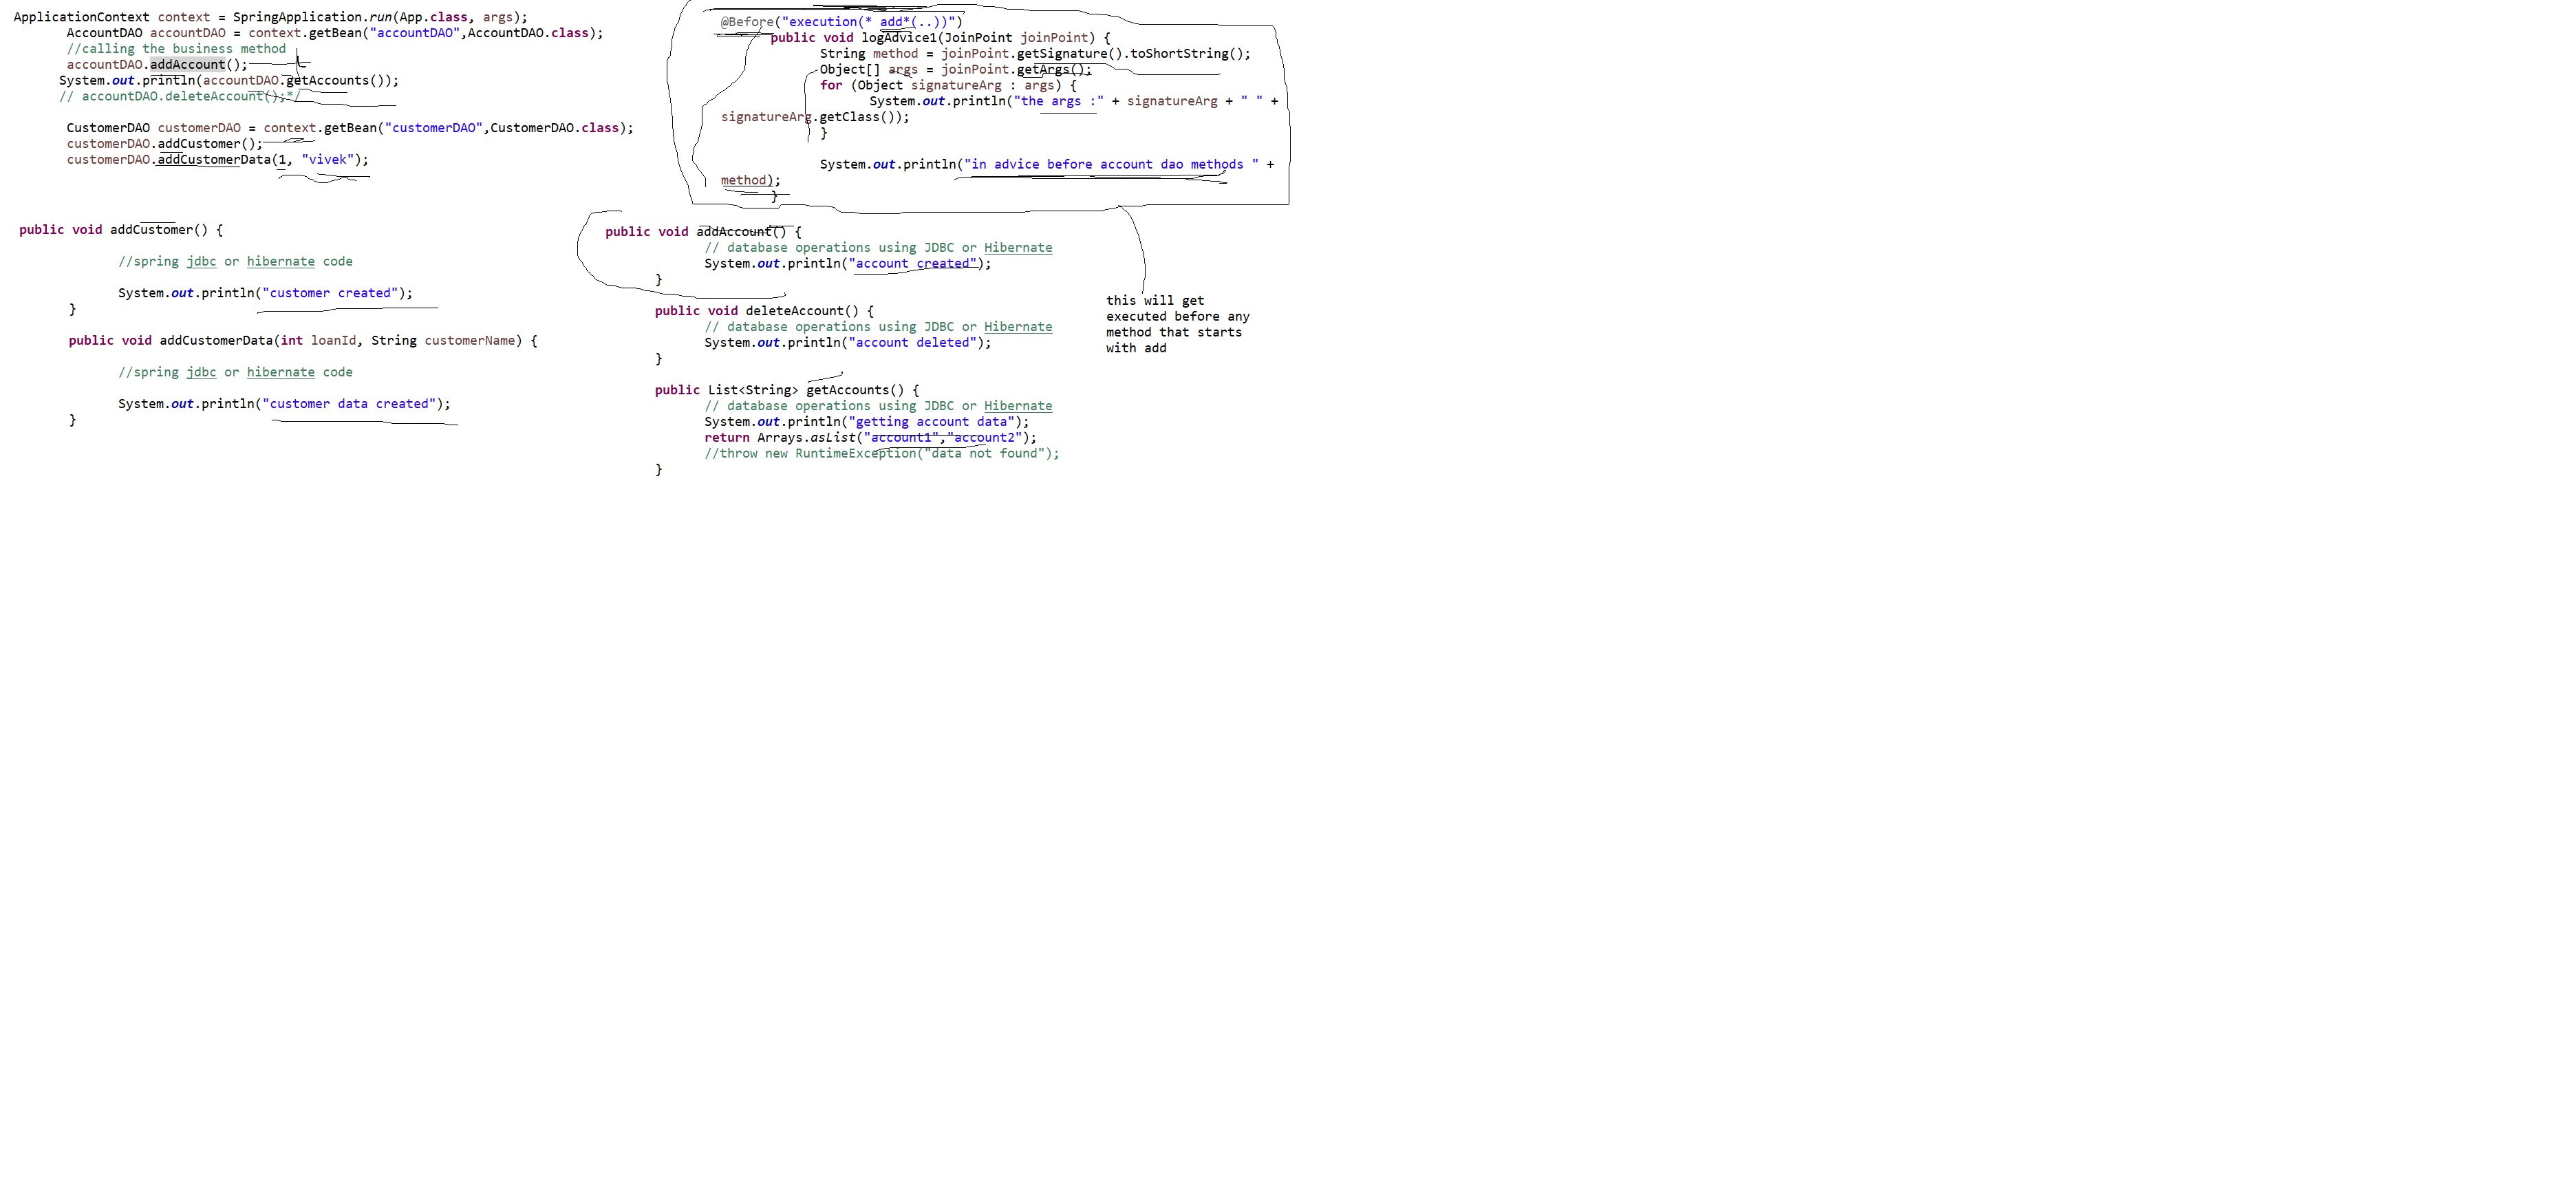 ApplicationContext context = SpringApplication.run(App.class, args);
AccountDAO accountDAO = context.getBean("accountDAO",AccountDAO.class);
//calling the business method
accountDAO.addAccount();
System.out.println(accountDAO.getAccounts());
// accountDAO.deleteAccount();*/
CustomerDAO customerDAO = context.getBean("customerDAO",CustomerDAO.class);
customerDAO.addCustomer();
customerDAO.addCustomerData(1, "vivek");
@Before("execution(* add*(..))")
public void logAdvice1(JoinPoint joinPoint) {
String method = joinPoint.getSignature().toShortString();
Object[] args = joinPoint.getArgs();
for (Object signatureArg : args) {
System.out.println("the args :" + signatureArg + " " +
signatureArg.getClass());
}
System.out.println("in advice before account dao methods " +
method);
}
public void addCustomer() {
//spring jdbc or hibernate code
System.out.println("customer created");
}
public void addCustomerData(int loanId, String customerName) {
//spring jdbc or hibernate code
System.out.println("customer data created");
}
public void addAccount() {
// database operations using JDBC or Hibernate
System.out.println("account created");
}
public void deleteAccount() {
// database operations using JDBC or Hibernate
System.out.println("account deleted");
}
public List<String> getAccounts() {
// database operations using JDBC or Hibernate
System.out.println("getting account data");
return Arrays.asList("account1","account2");
//throw new RuntimeException("data not found");
}
this will get
executed before any
method that starts
with add